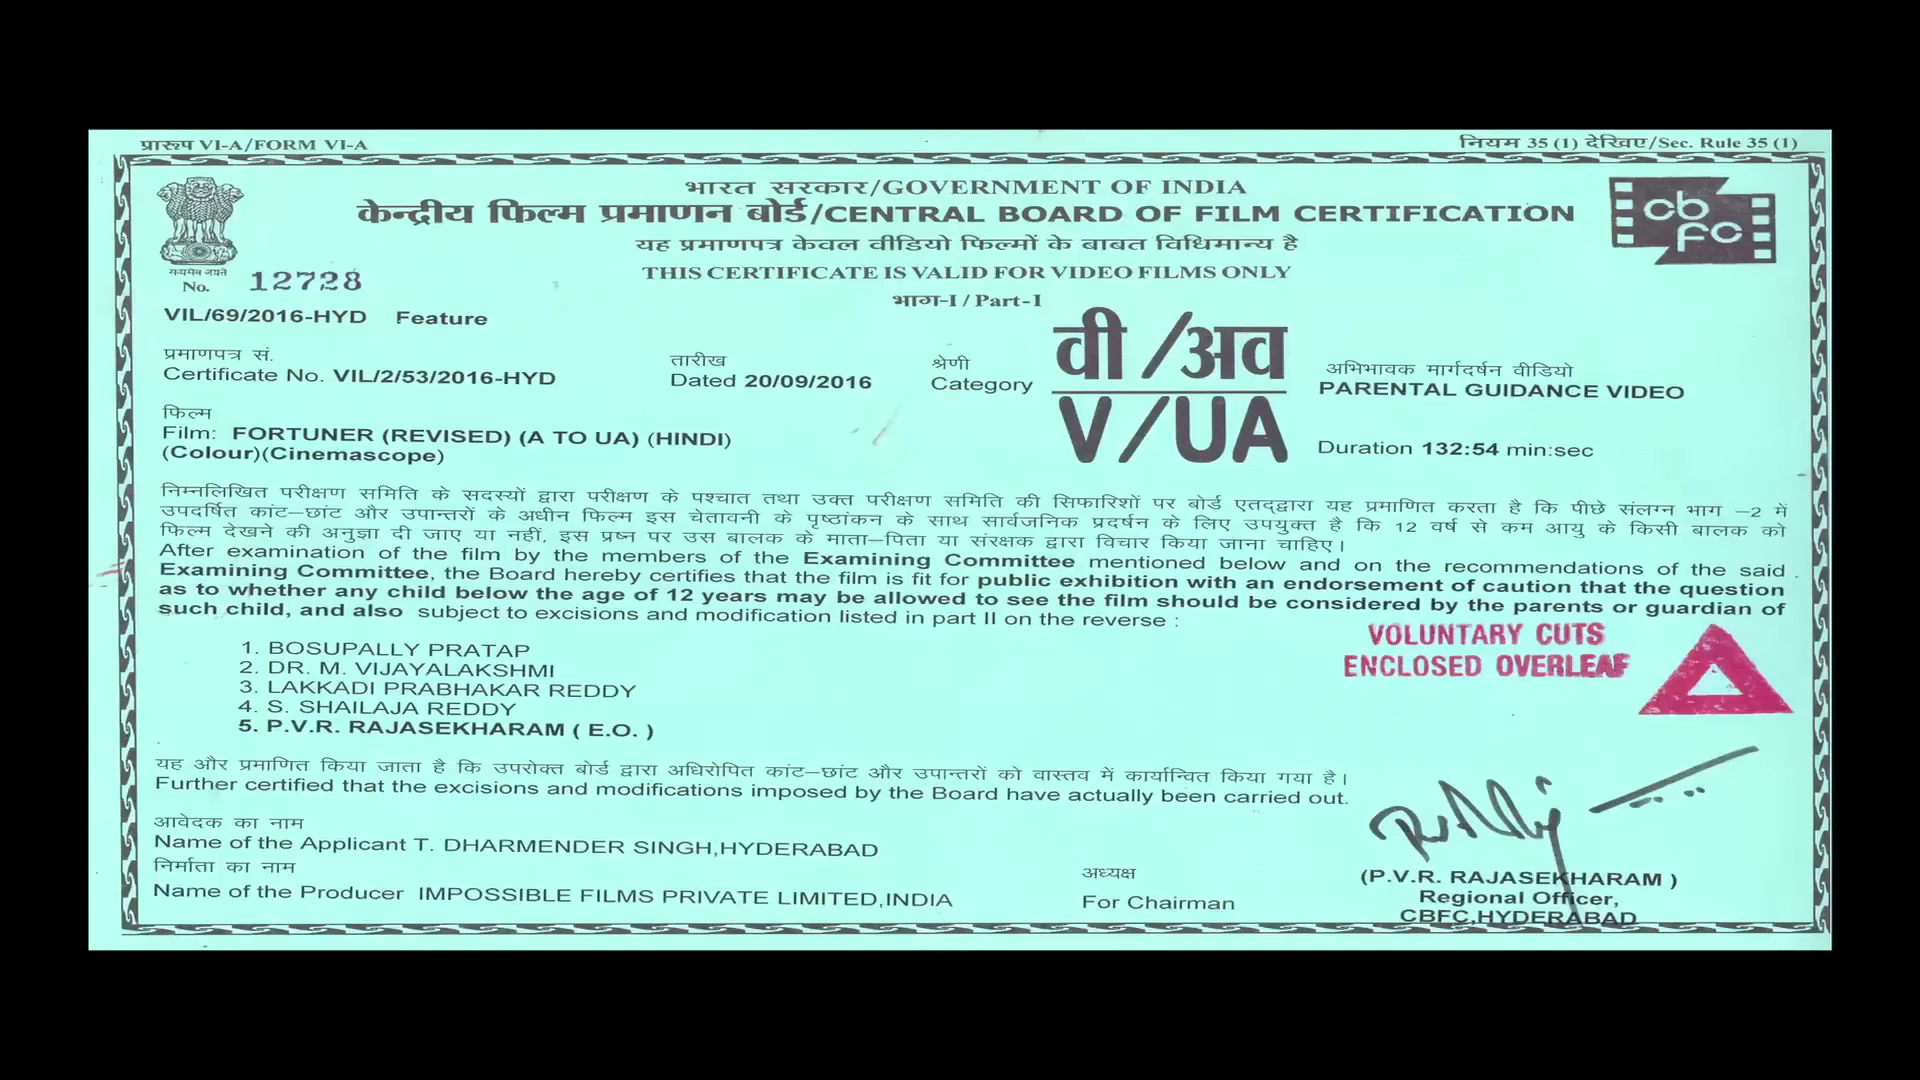 प्रारूप VI-A/FORM VI-A
नियम 35 (1) देखिए/Sec. Rule 35 (1)
भारत सरकार/GOVERNMENT OF INDIA
केन्द्रीय फिल्म प्रमाणन बोर्ड/CENTRAL BOARD OF FILM CERTIFICATION
cb
fc
यह प्रमाणपत्र केवल वीडियो फिल्मों के बाबत विधिमान्य है
सत्यमेव जयते
THIS CERTIFICATE IS VALID FOR VIDEO FILMS ONLY
No. 12728
भाग-I / Part-I
VIL/69/2016-HYD Feature
प्रमाणपत्र सं.
Certificate No. VIL/2/53/2016-HYD
तारीख
Dated 20/09/2016
श्रेणी
Category
वी/अव
V/UA
अभिभावक मार्गदर्षन वीडियो
PARENTAL GUIDANCE VIDEO
फिल्म
Film: FORTUNER (REVISED) (A TO UA) (HINDI)
(Colour)(Cinemascope)
Duration 132:54 min:sec
निम्नलिखित परीक्षण समिति के सदस्यों द्वारा परीक्षण के पश्चात तथा उक्त परीक्षण समिति की सिफारिशों पर बोर्ड एतद्द्वारा यह प्रमाणित करता है कि पीछे संलग्न भाग –2 में
उपदर्षित कांट–छांट और उपान्तरों के अधीन फिल्म इस चेतावनी के पृष्ठांकन के साथ सार्वजनिक प्रदर्षन के लिए उपयुक्त है कि 12 वर्ष से कम आयु के किसी बालक को
फिल्म देखने की अनुज्ञा दी जाए या नहीं, इस प्रष्न पर उस बालक के माता–पिता या संरक्षक द्वारा विचार किया जाना चाहिए।
After examination of the film by the members of the Examining Committee mentioned below and on the recommendations of the said
Examining Committee, the Board hereby certifies that the film is fit for public exhibition with an endorsement of caution that the question
as to whether any child below the age of 12 years may be allowed to see the film should be considered by the parents or guardian of
such child, and also subject to excisions and modification listed in part II on the reverse :
VOLUNTARY CUTS
ENCLOSED OVERLEAF
1. BOSUPALLY PRATAP
2. DR. M. VIJAYALAKSHMI
3. LAKKADI PRABHAKAR REDDY
4. S. SHAILAJA REDDY
5. P.V.R. RAJASEKHARAM ( E.O. )
यह और प्रमाणित किया जाता है कि उपरोक्त बोर्ड द्वारा अधिरोपित कांट–छांट और उपान्तरों को वास्तव में कार्यान्वित किया गया है।
Further certified that the excisions and modifications imposed by the Board have actually been carried out.
आवेदक का नाम
Name of the Applicant T. DHARMENDER SINGH,HYDERABAD
निर्माता का नाम
Name of the Producer IMPOSSIBLE FILMS PRIVATE LIMITED,INDIA
अध्यक्ष
For Chairman
(P.V.R. RAJASEKHARAM )
Regional Officer,
CBFC,HYDERABAD